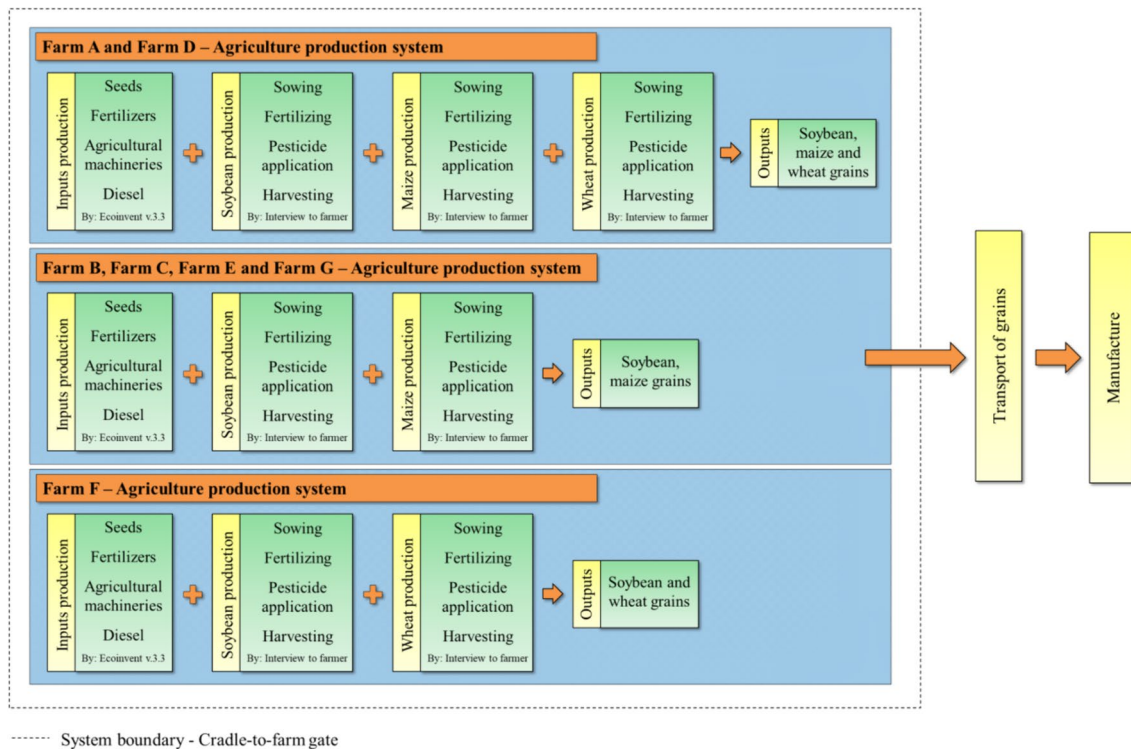 Farm A and Farm D – Agriculture production system
Inputs production
Seeds
Fertilizers
Agricultural
machineries
Diesel
By: Ecoinvent v.3.3
Soybean production
Sowing
Fertilizing
Pesticide
application
Harvesting
By: Interview to farmer
Maize production
Sowing
Fertilizing
Pesticide
application
Harvesting
By: Interview to farmer
Wheat production
Sowing
Fertilizing
Pesticide
application
Harvesting
By: Interview to farmer
Outputs
Soybean,
maize and
wheat grains
Farm B, Farm C, Farm E and Farm G – Agriculture production system
Inputs production
Seeds
Fertilizers
Agricultural
machineries
Diesel
By: Ecoinvent v.3.3
Soybean production
Sowing
Fertilizing
Pesticide
application
Harvesting
By: Interview to farmer
Maize production
Sowing
Fertilizing
Pesticide
application
Harvesting
By: Interview to farmer
Outputs
Soybean,
maize grains
Farm F – Agriculture production system
Inputs production
Seeds
Fertilizers
Agricultural
machineries
Diesel
By: Ecoinvent v.3.3
Soybean production
Sowing
Fertilizing
Pesticide
application
Harvesting
By: Interview to farmer
Wheat production
Sowing
Fertilizing
Pesticide
application
Harvesting
By: Interview to farmer
Outputs
Soybean and
wheat grains
Transport of grains
Manufacture
System boundary - Cradle-to-farm gate